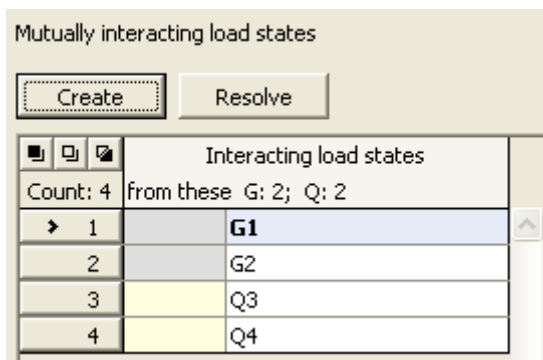 Mutually interacting load states
Create Resolve
Interacting load states
Count: 4 from these G: 2; Q: 2
1 G1
2 G2
3 Q3
4 Q4